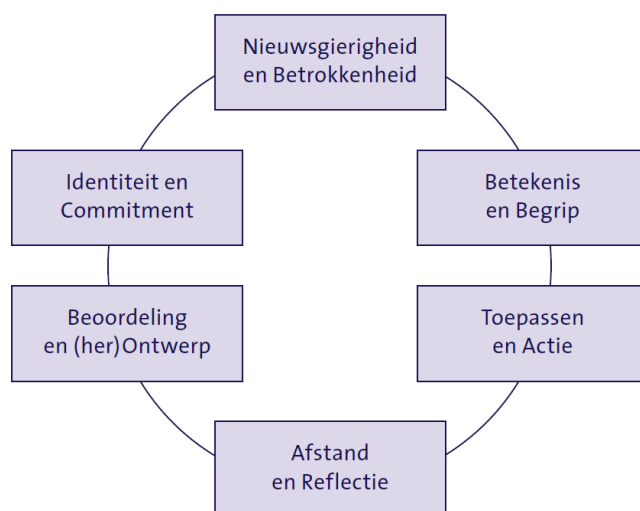 Nieuwsgierigheid
en Betrokkenheid
Betekenis
en Begrip
Toepassen
en Actie
Afstand
en Reflectie
Beoordeling
en (her)Ontwerp
Identiteit en
Commitment